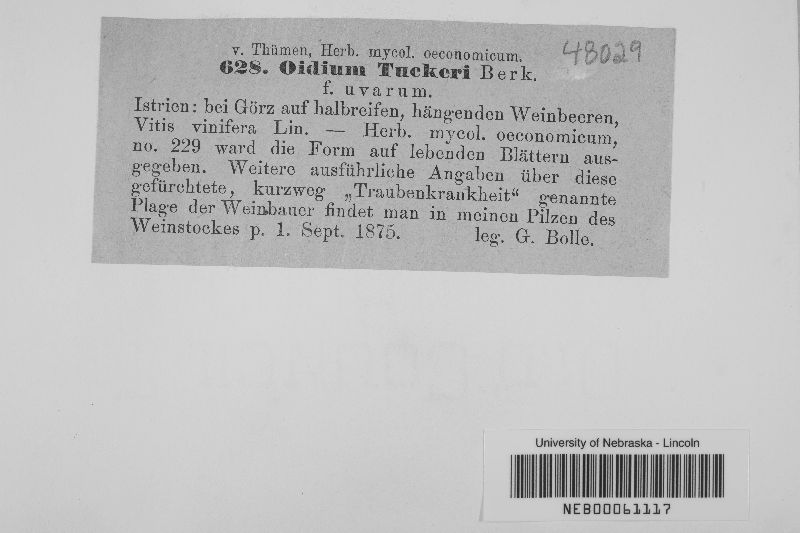 v. Thümen, Herb. mycol. oeconomicum.
48029
628. Oidium Tuckeri Berk.
f. uvarum.
Istrien: bei Görz auf halbreifen, hängenden Weinbeeren,
Vitis vinifera Lin. — Herb. mycol. oeconomicum,
no. 229 ward die Form auf lebenden Blättern aus-
gegeben. Weitere ausführliche Angaben über diese
gefürchtete, kurzweg „Traubenkrankheit“ genannte
Plage der Weinbauer findet man in meinen Pilzen des
Weinstockes p. 1. Sept. 1875. leg. G. Bolle.
University of Nebraska - Lincoln
NEB00061117